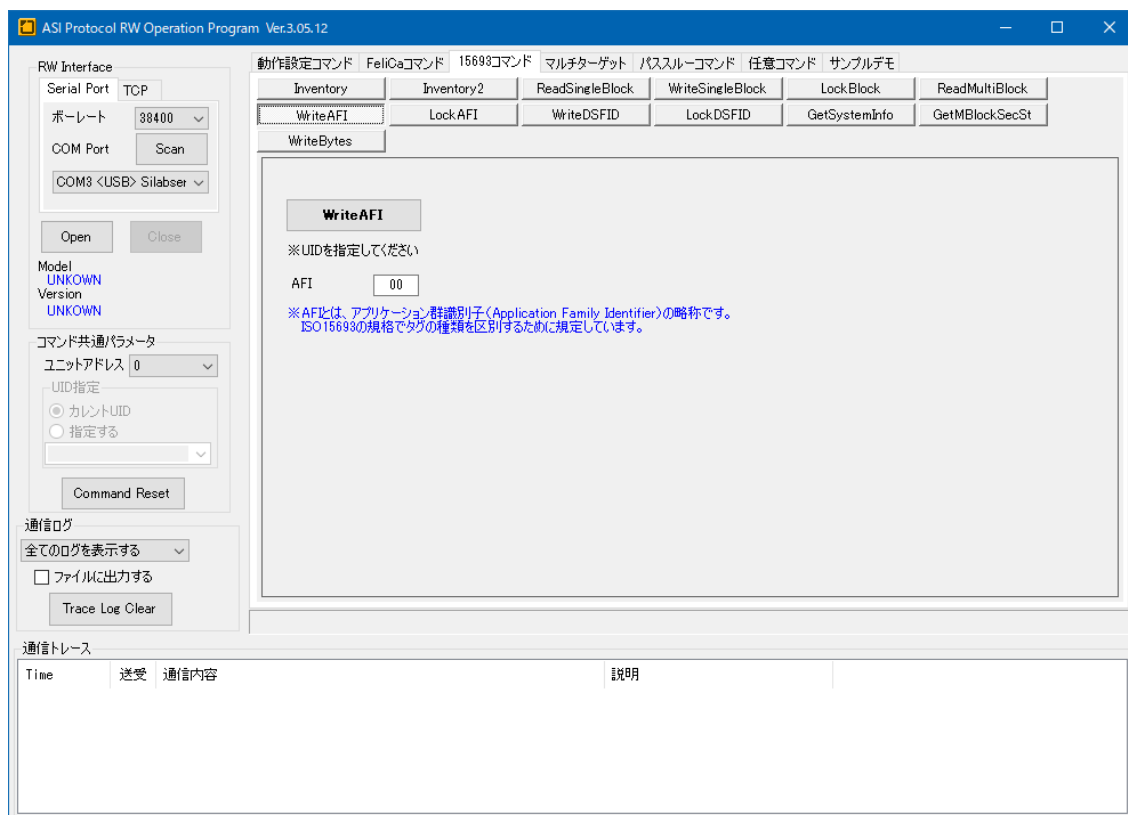 ASI Protocol RW Operation Program Ver.3.05.12
RW Interface
Serial Port TCP
ボーレート 38400
COM Port Scan
COM3 <USB> Silabser
Open Close
Model
UNKOWN
Version
UNKOWN
コマンド共通パラメータ
ユニットアドレス 0
UID指定
カレントUID
指定する
Command Reset
通信ログ
全てのログを表示する
ファイルに出力する
Trace Log Clear
動作設定コマンド FeliCaコマンド 15693コマンド マルチターゲット パススルーコマンド 任意コマンド サンプルデモ
Inventory Inventory2 ReadSingleBlock WriteSingleBlock LockBlock ReadMultiBlock
WriteAFI LockAFI WriteDSFID LockDSFID GetSystemInfo GetMBlockSecSt
WriteBytes
WriteAFI
※UIDを指定してください
AFI 00
※AFIとは、アプリケーション群識別子(Application Family Identifier)の略称です。
ISO15693の規格でタグの種類を区別するために規定しています。
通信トレース
Time 送受 通信内容 説明